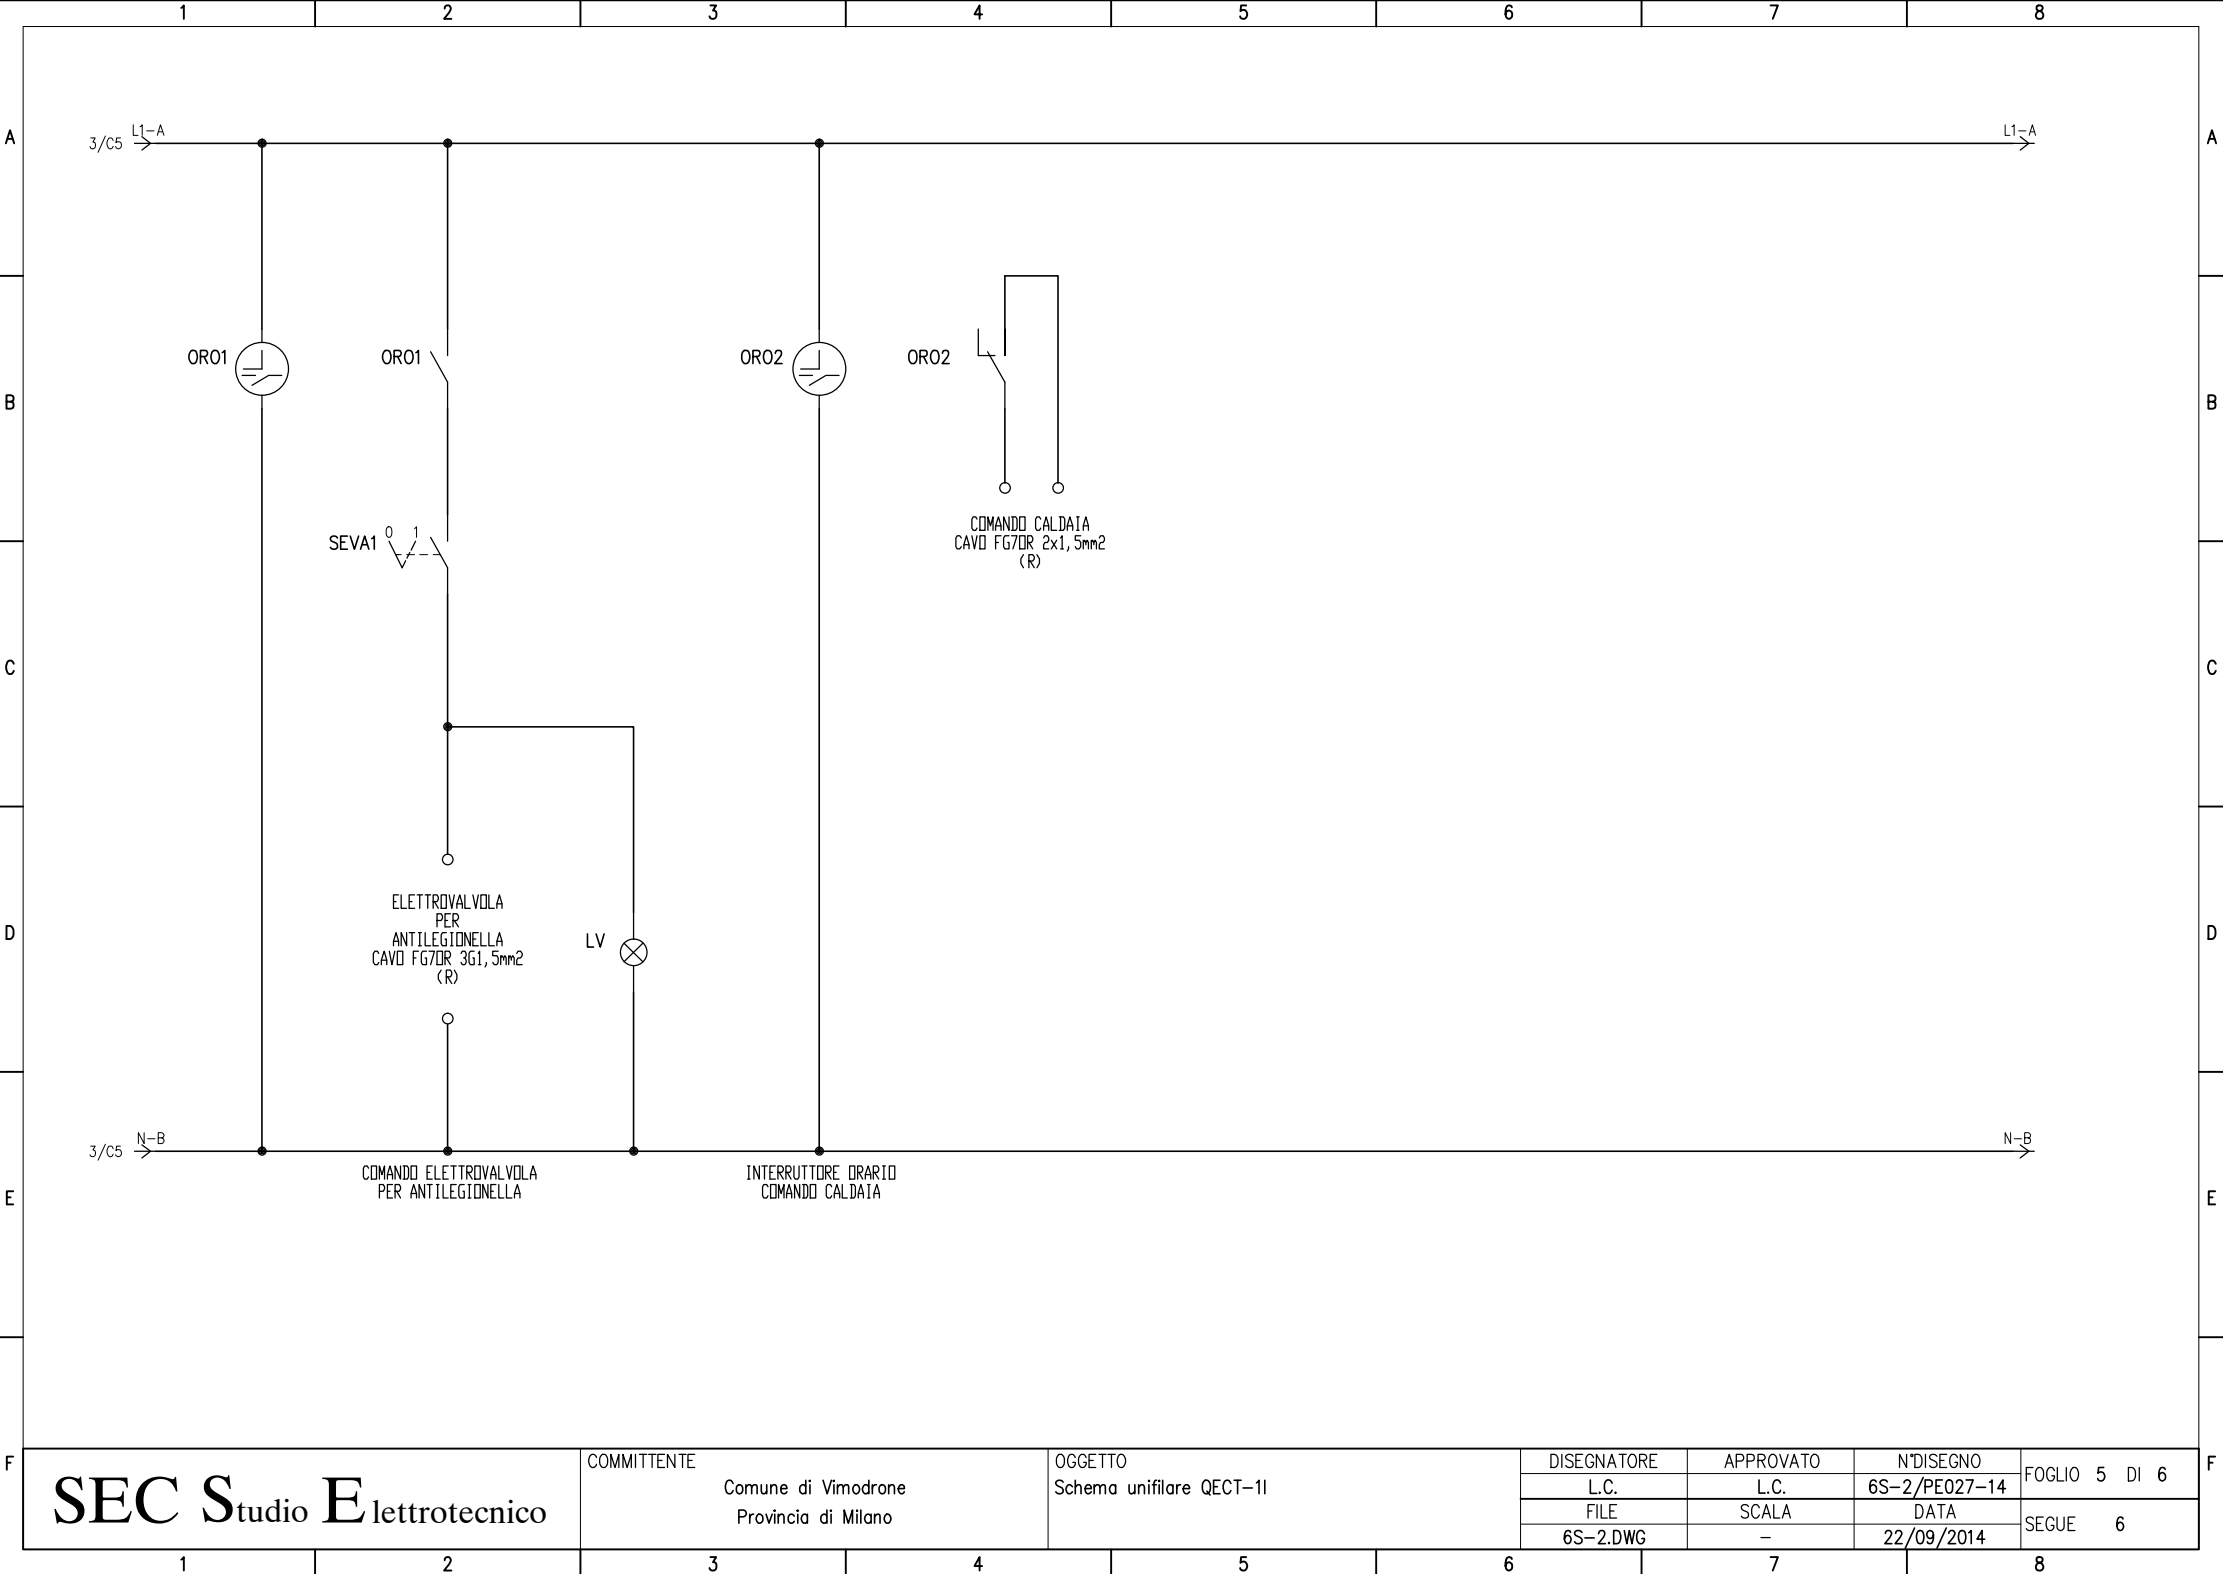 1 2 3 4 5 6 7 8
A A
3/C5 L1-A L1-A
ORO1 ORO1 ORO2 ORO2
B B
COMANDO CALDAIA
CAVO FG7OR 2x1,5mm2
(R)
SEVA1 0 1
C C
ELETTROVALVOLA
PER
ANTILEGIONELLA
CAVO FG7OR 3G1,5mm2
(R)
LV
D D
3/C5 N-B N-B
COMANDO ELETTROVALVOLA
PER ANTILEGIONELLA
INTERRUTTORE ORARIO
COMANDO CALDAIA
E E
F F
SEC Studio Elettrotecnico
COMMITTENTE
Comune di Vimodrone
Provincia di Milano
OGGETTO
Schema unifilare QECT-1I
DISEGNATORE APPROVATO N°DISEGNO
L.C. L.C. 6S-2/PE027-14
FILE SCALA DATA
6S-2.DWG - 22/09/2014
FOGLIO 5 DI 6
SEGUE 6
1 2 3 4 5 6 7 8